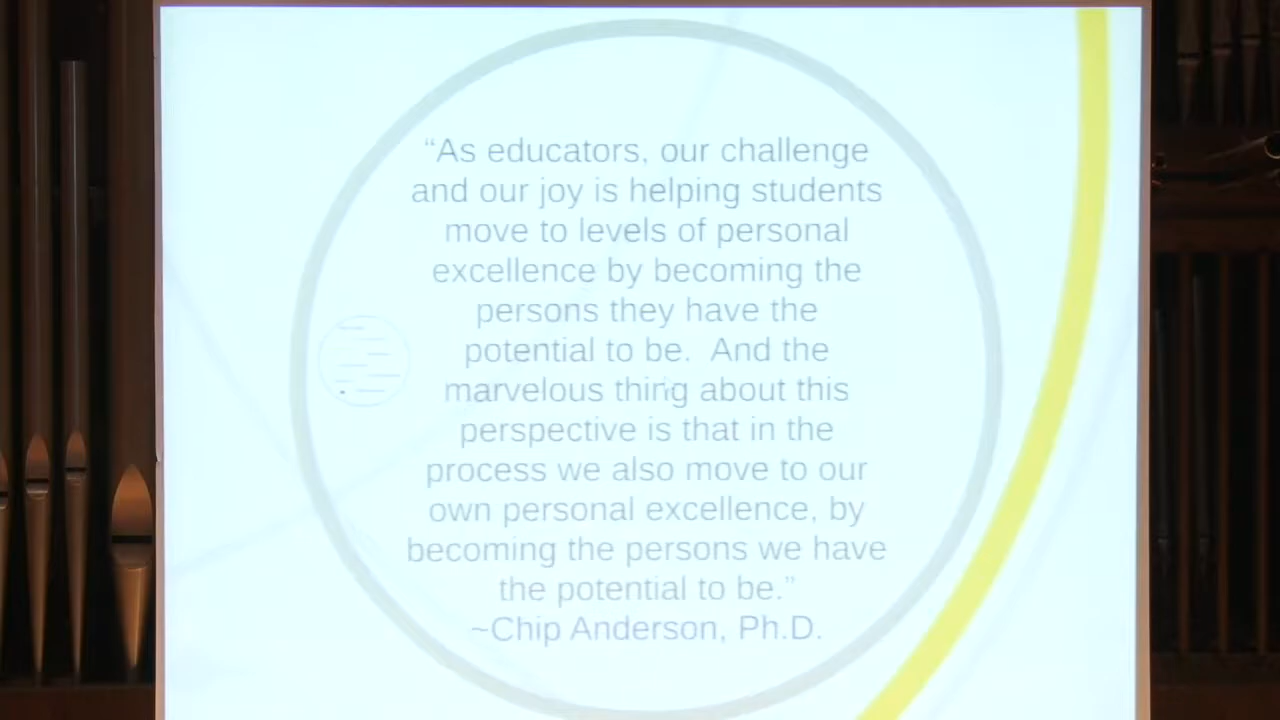 “As educators, our challenge
and our joy is helping students
move to levels of personal
excellence by becoming the
persons they have the
potential to be.  And the
marvelous thing about this
perspective is that in the
process we also move to our
own personal excellence, by
becoming the persons we have
the potential to be.”
~Chip Anderson, Ph.D.